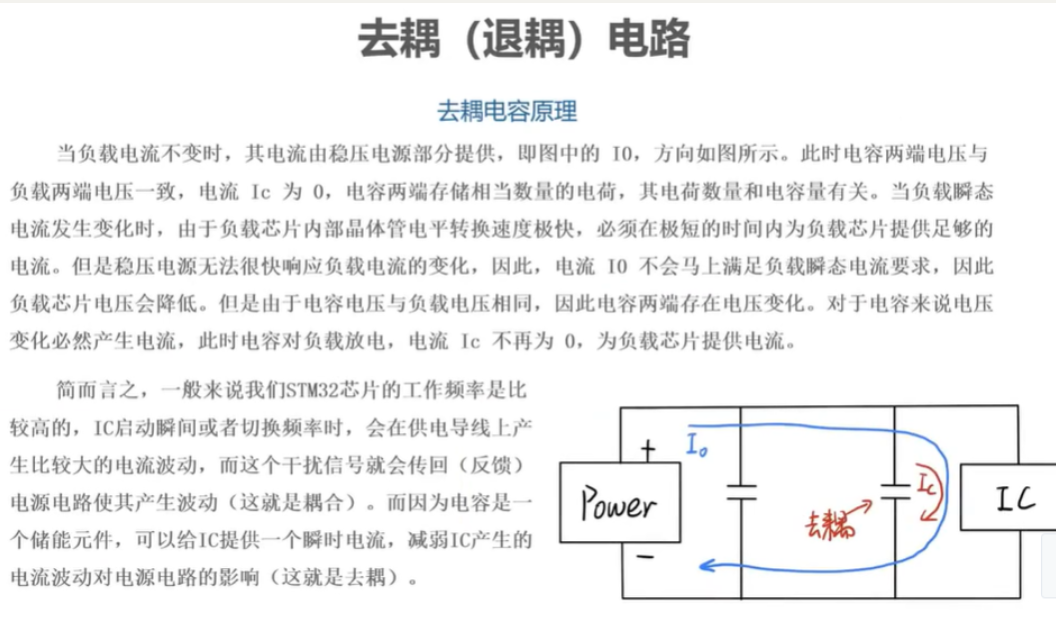 去耦（退耦）电路
去耦电容原理
当负载电流不变时，其电流由稳压电源部分提供，即图中的 I0，方向如图所示。此时电容两端电压与
负载两端电压一致，电流 Ic 为 0，电容两端存储相当数量的电荷，其电荷数量和电容量有关。当负载瞬态
电流发生变化时，由于负载芯片内部晶体管电平转换速度极快，必须在极短的时间内为负载芯片提供足够的
电流。但是稳压电源无法很快响应负载电流的变化，因此，电流 I0 不会马上满足负载瞬态电流要求，因此
负载芯片电压会降低。但是由于电容电压与负载电压相同，因此电容两端存在电压变化。对于电容来说电压
变化必然产生电流，此时电容对负载放电，电流 Ic 不再为 0，为负载芯片提供电流。
简而言之，一般来说我们STM32芯片的工作频率是比
较高的，IC启动瞬间或者切换频率时，会在供电导线上产
生比较大的电流波动，而这个干扰信号就会传回（反馈）
电源电路使其产生波动（这就是耦合）。而因为电容是一
个储能元件，可以给IC提供一个瞬时电流，减弱IC产生的
电流波动对电源电路的影响（这就是去耦）。
+
I₀
Power
去耦
Ic
IC
−